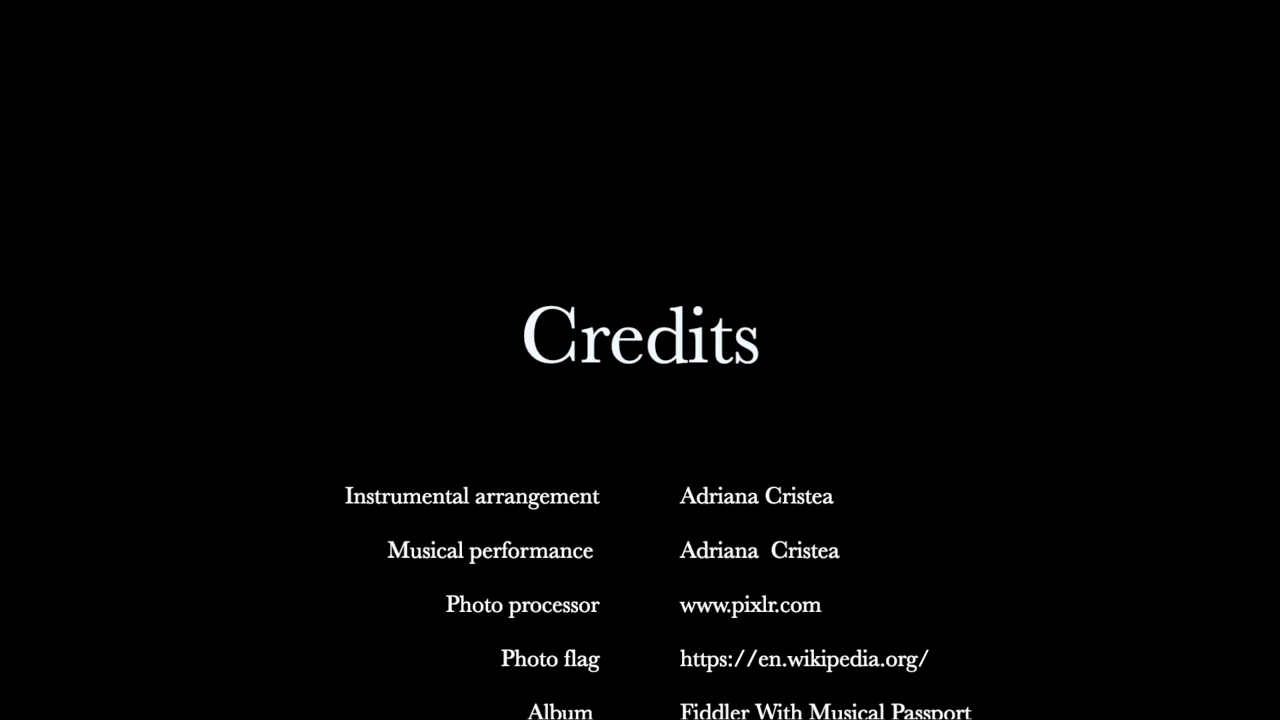 Credits
Instrumental arrangement Adriana Cristea
Musical performance Adriana  Cristea
Photo processor www.pixlr.com
Photo flag https://en.wikipedia.org/
Album Fiddler With Musical Passport